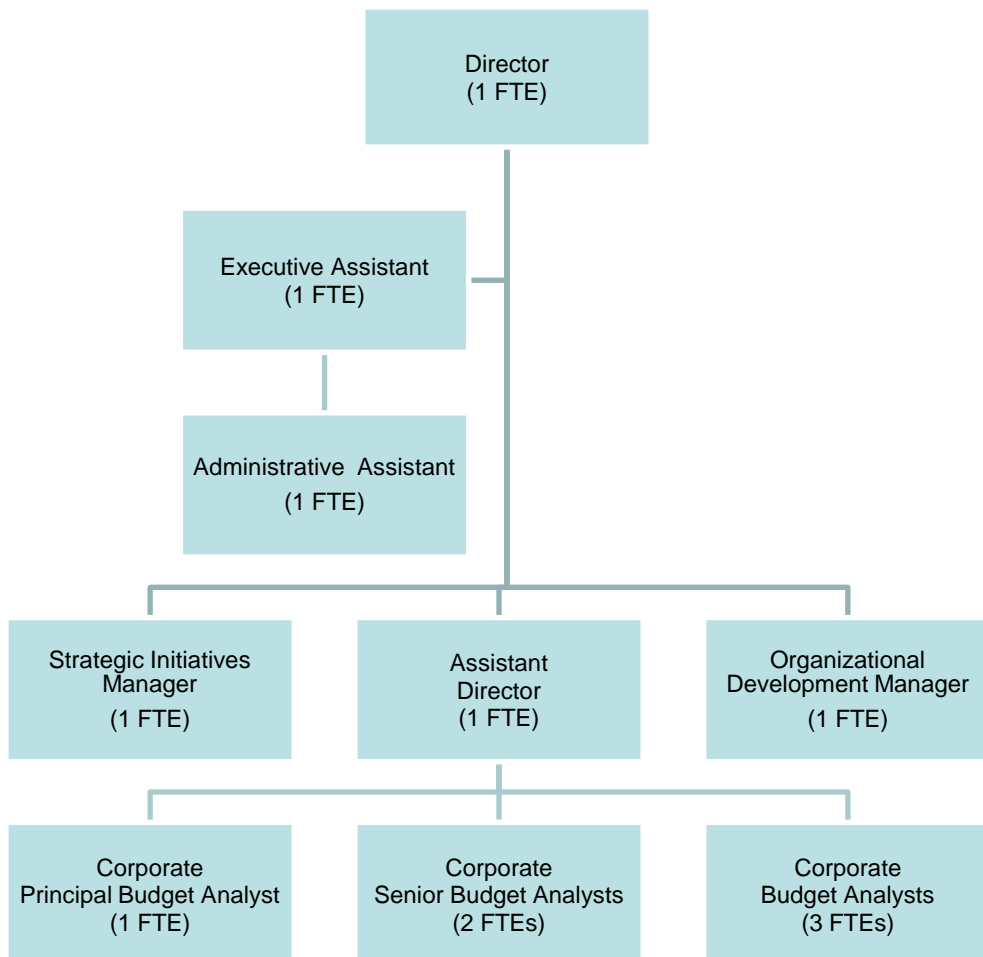 Director
(1 FTE)
Executive Assistant
(1 FTE)
Administrative  Assistant
(1 FTE)
Strategic Initiatives
Manager
(1 FTE)
Assistant
Director
(1 FTE)
Organizational
Development Manager
(1 FTE)
Corporate
Principal Budget Analyst
(1 FTE)
Corporate
Senior Budget Analysts
(2 FTEs)
Corporate
Budget Analysts
(3 FTEs)